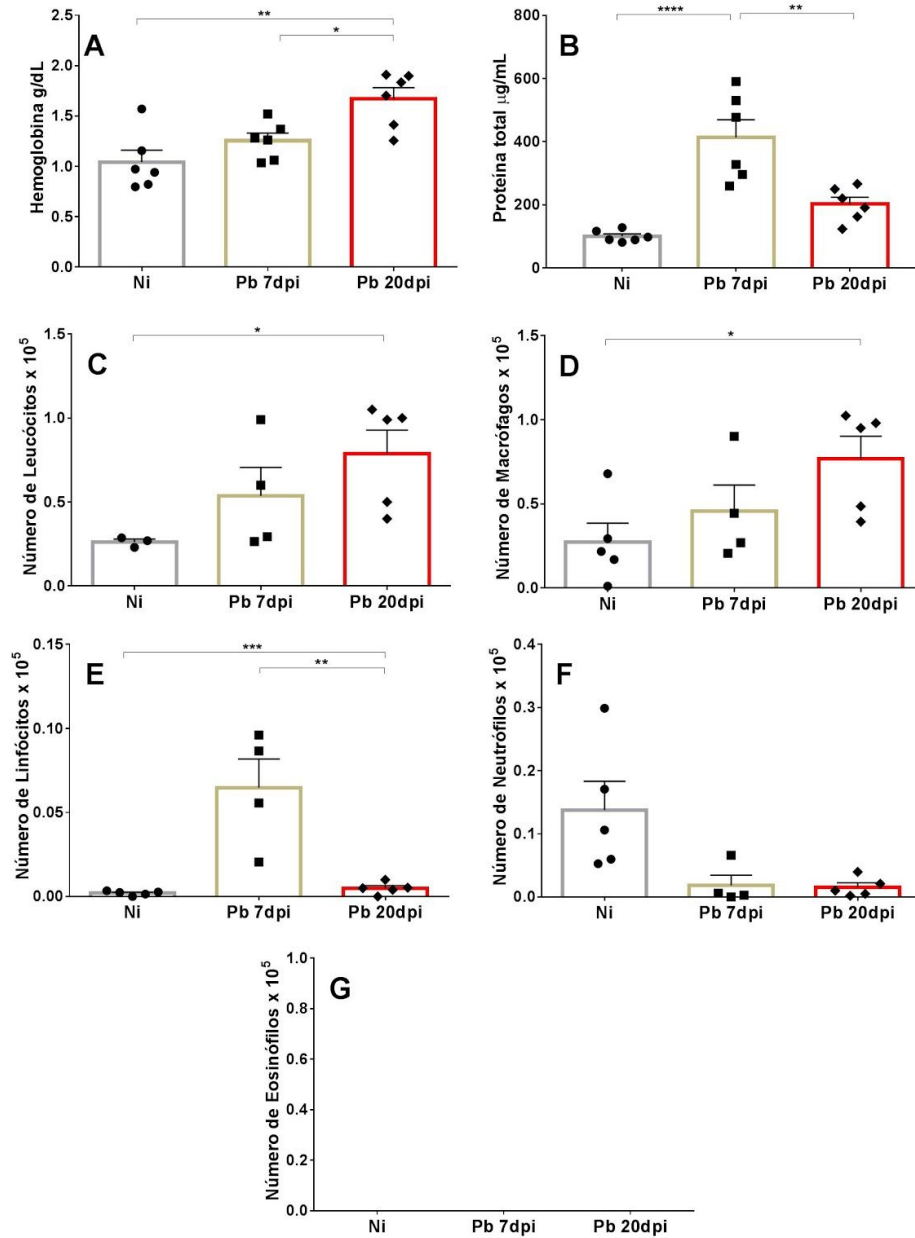 A
Hemoglobina g/dL
2.5
2.0
1.5
1.0
0.5
0.0
**
*
Ni Pb 7dpi Pb 20dpi
B
Proteína total µg/mL
800
600
400
200
0
****
**
Ni Pb 7dpi Pb 20dpi
C
Número de Leucócitos x 10⁵
1.5
1.0
0.5
0.0
*
Ni Pb 7dpi Pb 20dpi
D
Número de Macrófagos x 10⁵
1.5
1.0
0.5
0.0
*
Ni Pb 7dpi Pb 20dpi
E
Número de Linfócitos x 10⁵
0.15
0.10
0.05
0.00
***
**
Ni Pb 7dpi Pb 20dpi
F
Número de Neutrófilos x 10⁵
0.4
0.3
0.2
0.1
0.0
Ni Pb 7dpi Pb 20dpi
G
Número de Eosinófilos x 10⁵
1.0
0.8
0.6
0.4
0.2
0.0
Ni Pb 7dpi Pb 20dpi